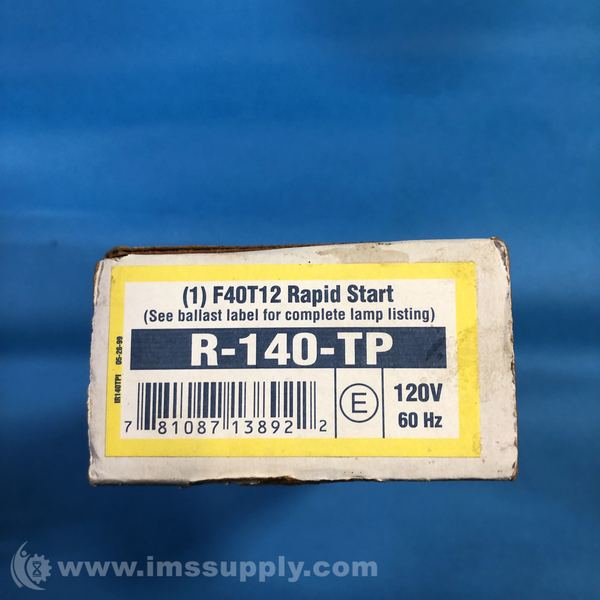 (1) F40T12 Rapid Start
(See ballast label for complete lamp listing)
R-140-TP
IR140TPI 05-26-99
7 81087 13892 2
E
120V
60 Hz
www.imssupply.com